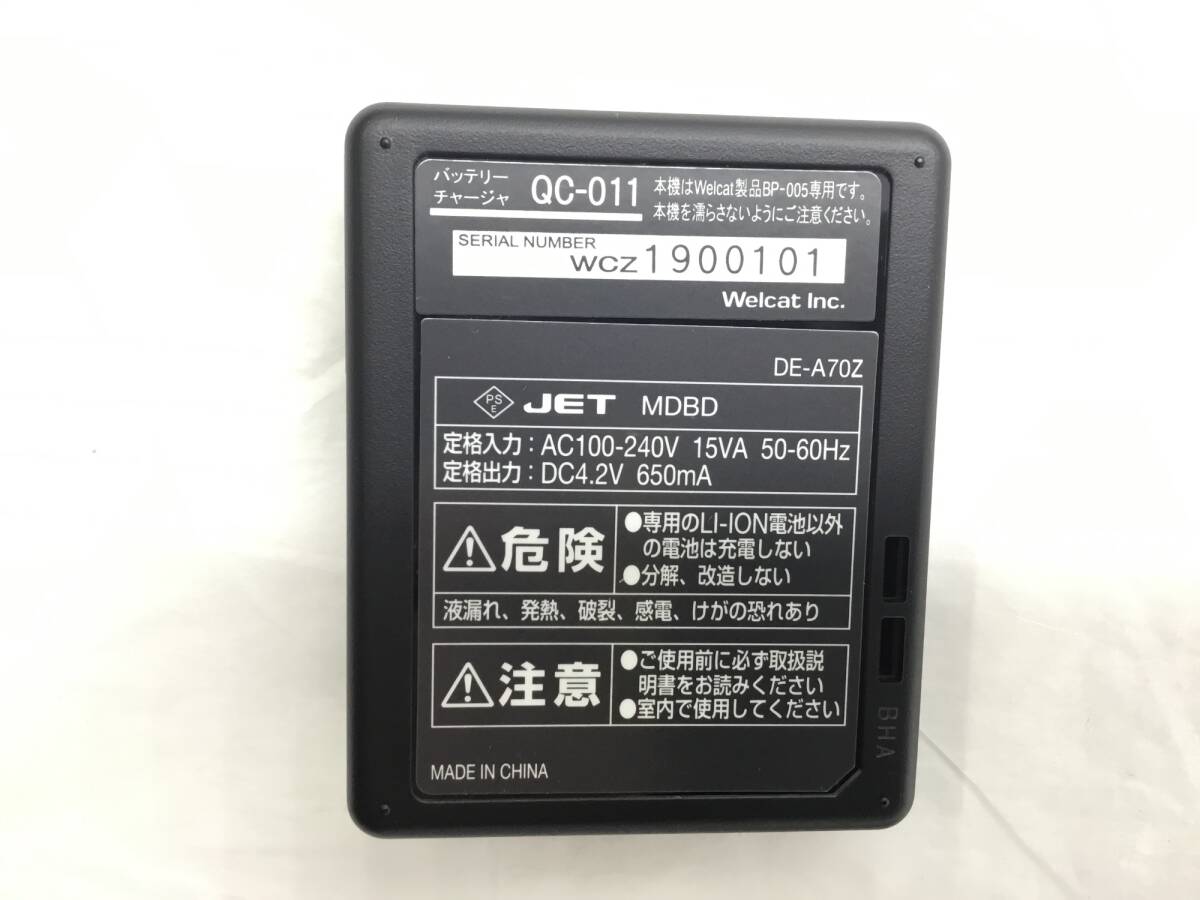 バッテリー
チャージャ QC-011
本機はWelcat製品BP-005専用です。
本機を濡らさないようにご注意ください。
SERIAL NUMBER
WCZ 1900101
Welcat Inc.
DE-A70Z
PS
E
JET MDBD
定格入力：AC100-240V 15VA 50-60Hz
定格出力：DC4.2V 650mA
危険
●専用のLI-ION電池以外
の電池は充電しない
●分解、改造しない
液漏れ、発熱、破裂、感電、けがの恐れあり
注意
●ご使用前に必ず取扱説
明書をお読みください
●室内で使用してください
MADE IN CHINA
BHA